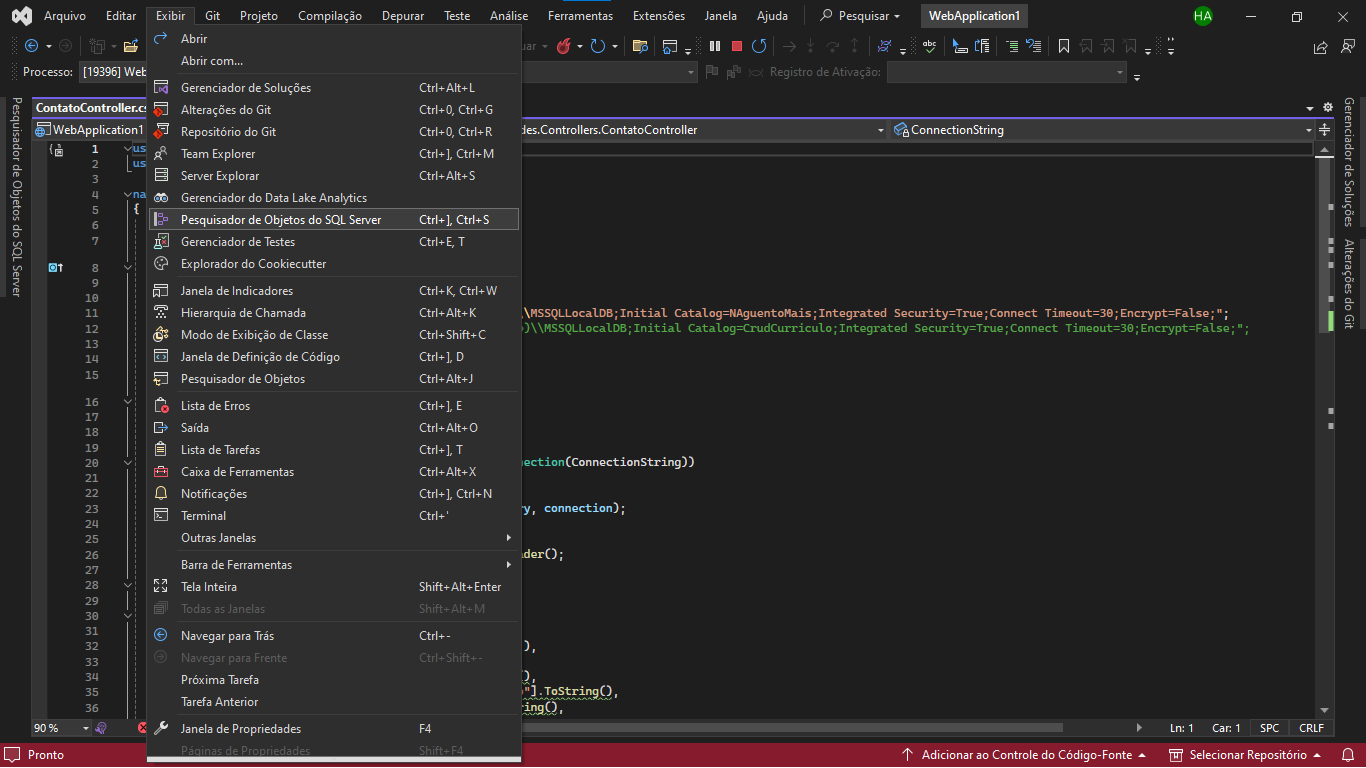 Arquivo Editar Exibir Git Projeto Compilação Depurar Teste Análise Ferramentas Extensões Janela Ajuda Pesquisar WebApplication1 HA
Processo: [19396] Web Registro de Ativação:
ContatoController.cs
WebApplication1 des.Controllers.ContatoController ConnectionString
Pesquisador de Objetos do SQL Server
Gerenciador de Soluções
Alterações do Git
Abrir
Abrir com...
Gerenciador de Soluções Ctrl+Alt+L
Alterações do Git Ctrl+0, Ctrl+G
Repositório do Git Ctrl+0, Ctrl+R
Team Explorer Ctrl+], Ctrl+M
Server Explorar Ctrl+Alt+S
Gerenciador do Data Lake Analytics
Pesquisador de Objetos do SQL Server Ctrl+], Ctrl+S
Gerenciador de Testes Ctrl+E, T
Explorador do Cookiecutter
Janela de Indicadores Ctrl+K, Ctrl+W
Hierarquia de Chamada Ctrl+Alt+K
Modo de Exibição de Classe Ctrl+Shift+C
Janela de Definição de Código Ctrl+], D
Pesquisador de Objetos Ctrl+Alt+J
Lista de Erros Ctrl+], E
Saída Ctrl+Alt+O
Lista de Tarefas Ctrl+], T
Caixa de Ferramentas Ctrl+Alt+X
Notificações Ctrl+], Ctrl+N
Terminal Ctrl+'
Outras Janelas
Barra de Ferramentas
Tela Inteira Shift+Alt+Enter
Todas as Janelas Shift+Alt+M
Navegar para Trás Ctrl+-
Navegar para Frente Ctrl+Shift+-
Próxima Tarefa
Tarefa Anterior
Janela de Propriedades F4
Páginas de Propriedades Shift+F4
1 us
2 us
3
4 na
5 {
6
7
8
9
10
11 \MSSQLLocalDB;Initial Catalog=NAguentoMais;Integrated Security=True;Connect Timeout=30;Encrypt=False;";
12 )\\MSSQLLocalDB;Initial Catalog=CrudCurriculo;Integrated Security=True;Connect Timeout=30;Encrypt=False;";
13
14
15
16
17
18
19
20 nection(ConnectionString))
21
22
23 ry, connection);
24
25
26 ader();
27
28
29
30
31
32 ),
33
34 (),
35 "].ToString(),
36 ring(),
90 % Ln: 1 Car: 1 SPC CRLF
Pronto Adicionar ao Controle do Código-Fonte Selecionar Repositório